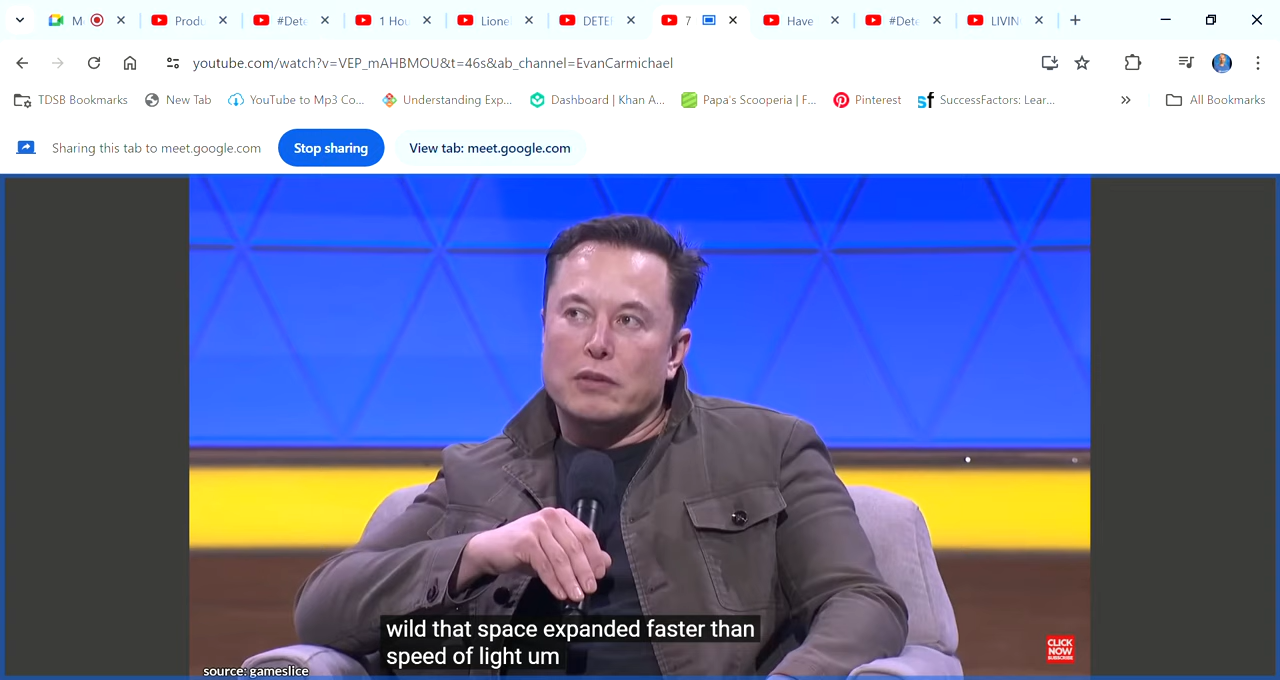 M
Produ
#Dete
1 Hou
Lione
DETEI
7
Have
#Dete
LIVIN
youtube.com/watch?v=VEP_mAHBMOU&t=46s&ab_channel=EvanCarmichael
TDSB Bookmarks
New Tab
YouTube to Mp3 Co...
Understanding Exp...
Dashboard | Khan A...
Papa's Scooperia | F...
Pinterest
sf SuccessFactors: Lear...
All Bookmarks
Sharing this tab to meet.google.com
Stop sharing
View tab: meet.google.com
wild that space expanded faster than
speed of light um
source: gameslice
CLICK
NOW
SUBSCRIBE